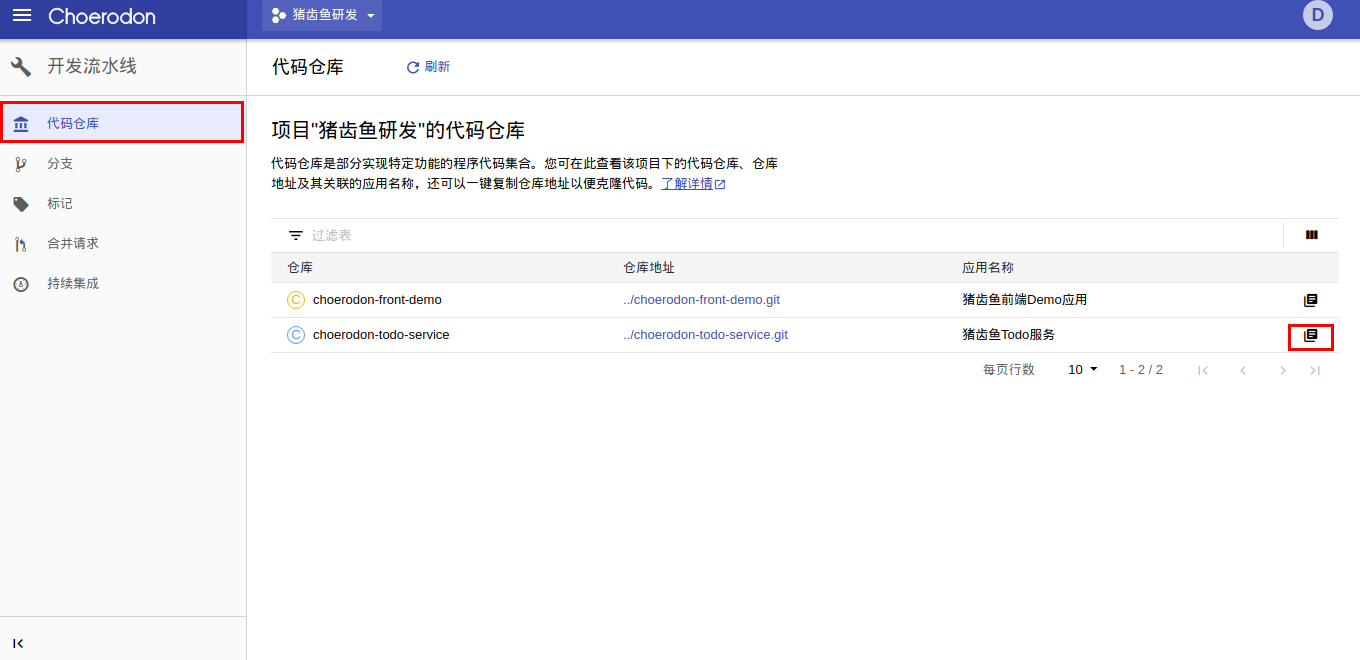 Choerodon
猪齿鱼研发
D
开发流水线
代码仓库
刷新
代码仓库
分支
标记
合并请求
持续集成
项目"猪齿鱼研发"的代码仓库
代码仓库是部分实现特定功能的程序代码集合。您可在此查看该项目下的代码仓库、仓库
地址及其关联的应用名称，还可以一键复制仓库地址以便克隆代码。了解详情
过滤表
仓库 仓库地址 应用名称
C choerodon-front-demo ../choerodon-front-demo.git 猪齿鱼前端Demo应用
C choerodon-todo-service ../choerodon-todo-service.git 猪齿鱼Todo服务
每页行数 10 1 - 2 / 2